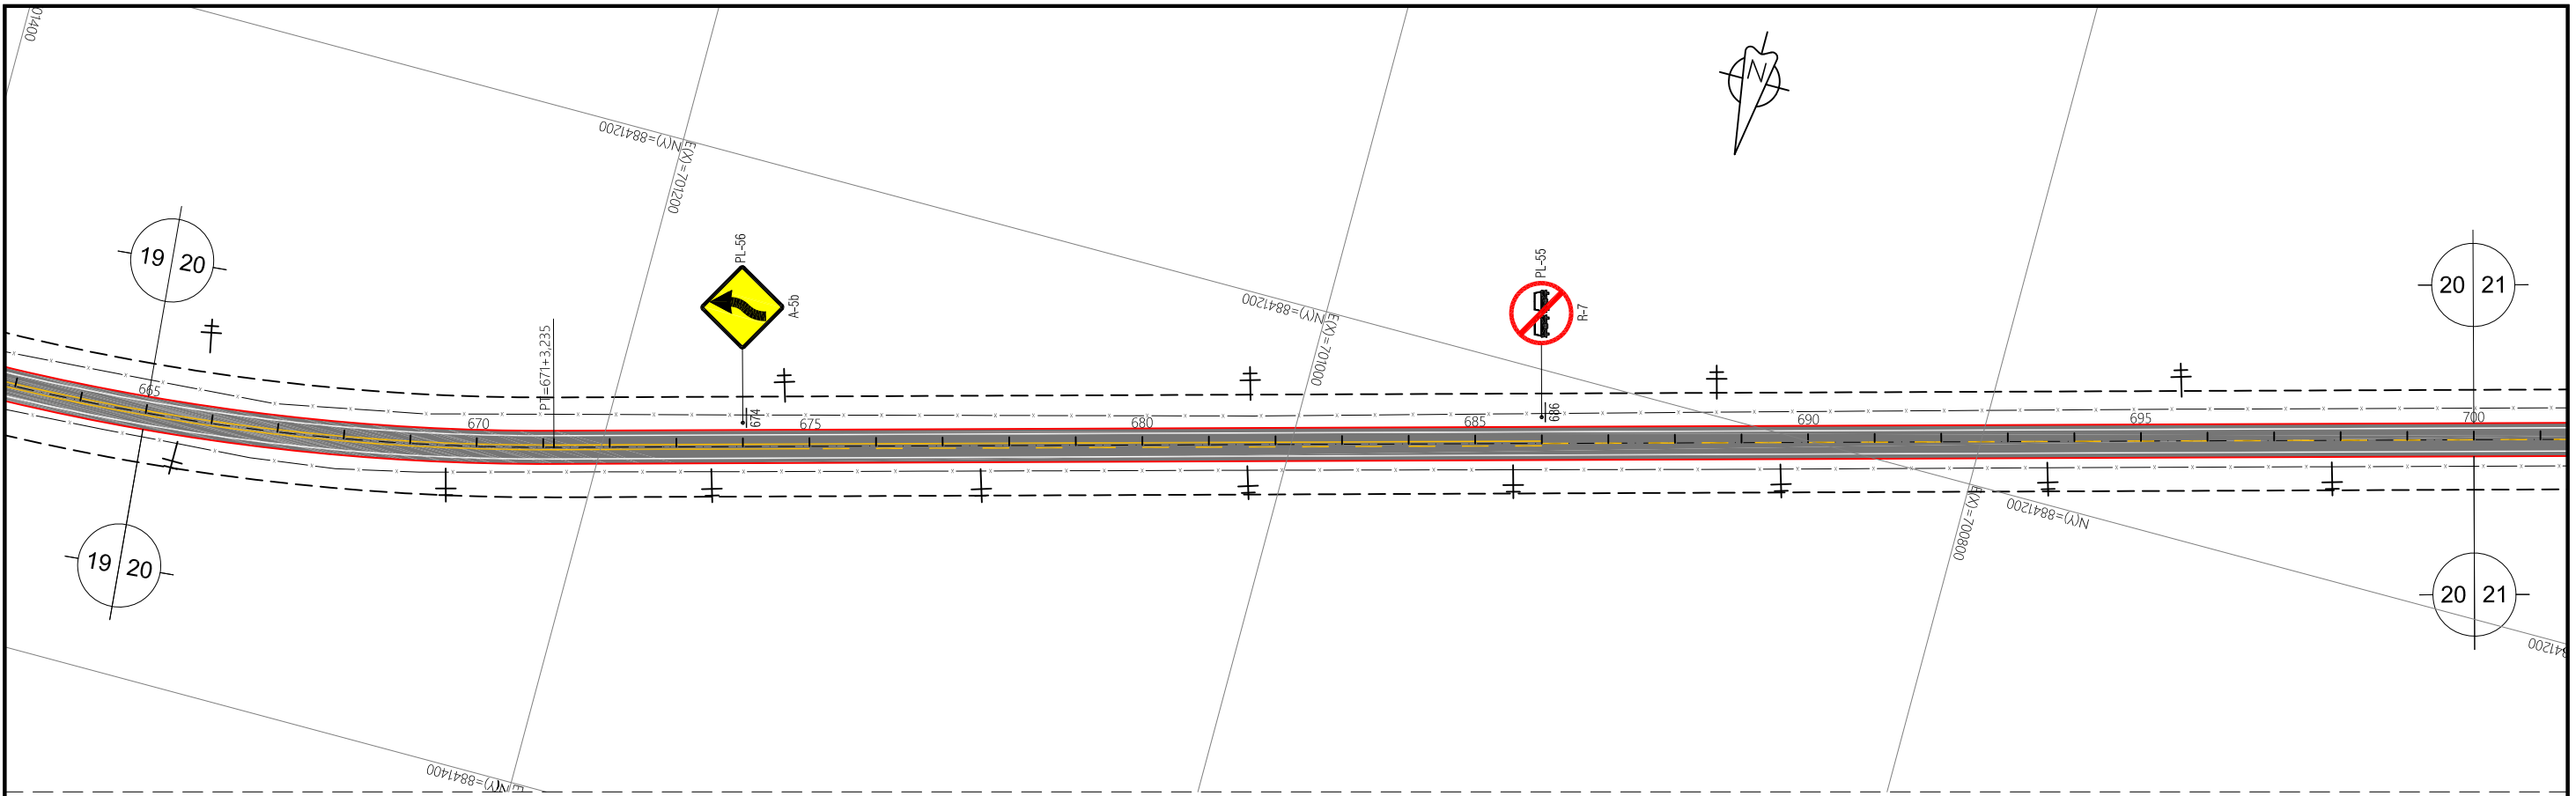 N
N(Y)=8841200
E(X)=701200
PL-56
A-5b
674
PT=671+3,235
19 20
19 20
N(Y)=8841200
E(X)=701000
PL-55
R-7
686
20 21
20 21
665
670
675
680
685
690
695
700
E(X)=700800
N(Y)=8841200
N(Y)=8841400
01400